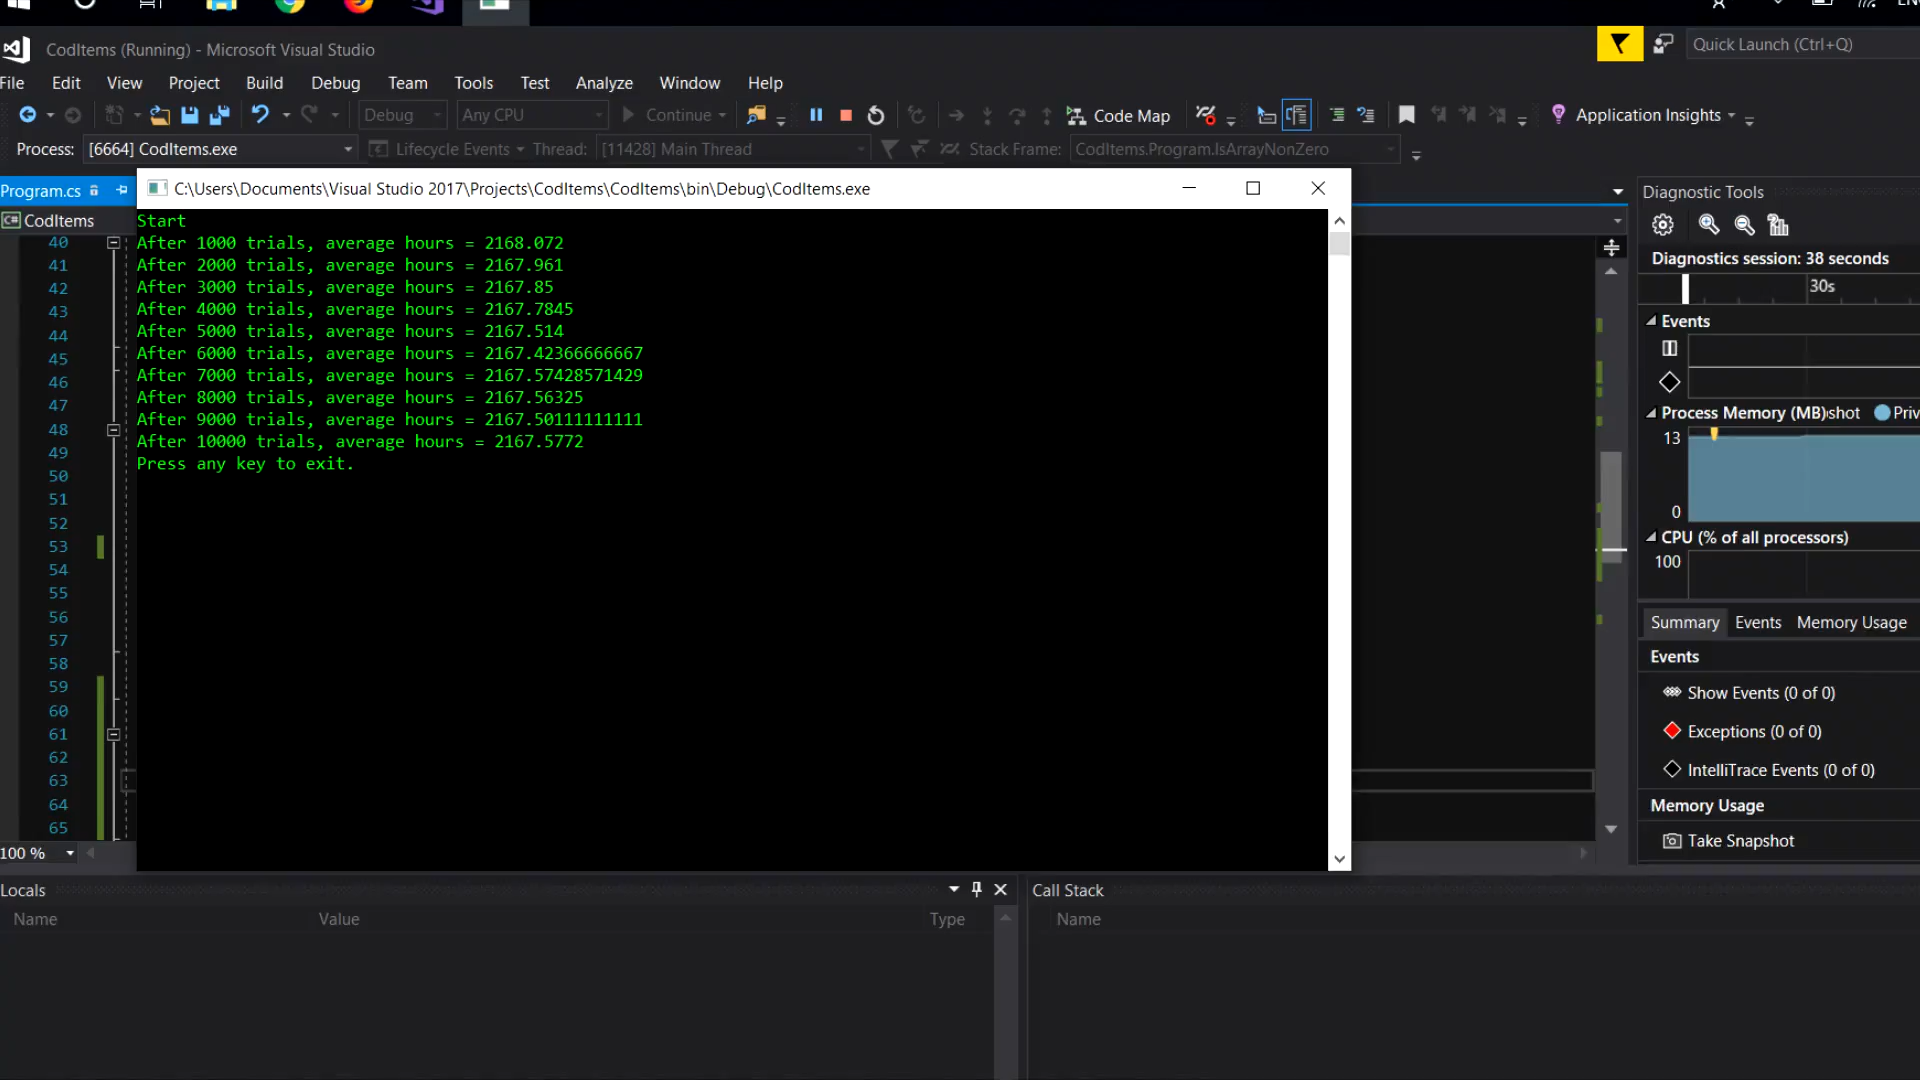 CodItems (Running) - Microsoft Visual Studio
Quick Launch (Ctrl+Q)
File Edit View Project Build Debug Team Tools Test Analyze Window Help
Debug Any CPU Continue Code Map Application Insights
Process: [6664] CodItems.exe Lifecycle Events Thread: [11428] Main Thread Stack Frame: CodItems.Program.IsArrayNonZero
Program.cs
C:\Users\Documents\Visual Studio 2017\Projects\CodItems\CodItems\bin\Debug\CodItems.exe
CodItems
Start
After 1000 trials, average hours = 2168.072
After 2000 trials, average hours = 2167.961
After 3000 trials, average hours = 2167.85
After 4000 trials, average hours = 2167.7845
After 5000 trials, average hours = 2167.514
After 6000 trials, average hours = 2167.42366666667
After 7000 trials, average hours = 2167.57428571429
After 8000 trials, average hours = 2167.56325
After 9000 trials, average hours = 2167.50111111111
After 10000 trials, average hours = 2167.5772
Press any key to exit.
40
41
42
43
44
45
46
47
48
49
50
51
52
53
54
55
56
57
58
59
60
61
62
63
64
65
100 %
Diagnostic Tools
Diagnostics session: 38 seconds
30s
Events
Process Memory (MB) shot Priv
13
0
CPU (% of all processors)
100
Summary Events Memory Usage
Events
Show Events (0 of 0)
Exceptions (0 of 0)
IntelliTrace Events (0 of 0)
Memory Usage
Take Snapshot
Locals
Name Value Type
Call Stack
Name